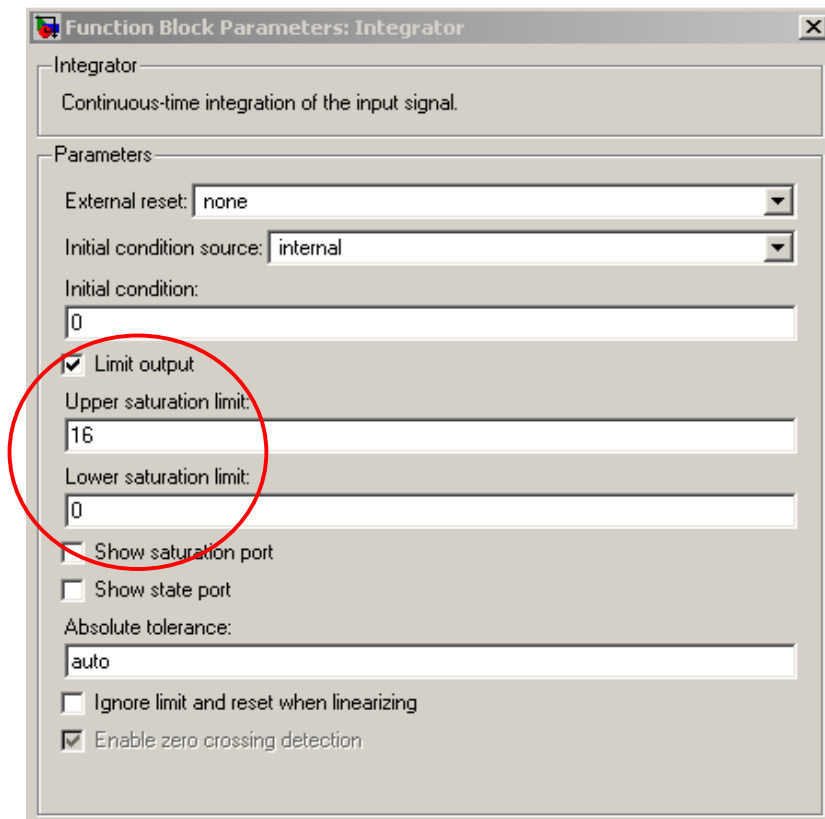 Function Block Parameters: Integrator
Integrator
Continuous-time integration of the input signal.
Parameters
External reset: none
Initial condition source: internal
Initial condition:
0
Limit output
Upper saturation limit:
16
Lower saturation limit:
0
Show saturation port
Show state port
Absolute tolerance:
auto
Ignore limit and reset when linearizing
Enable zero crossing detection